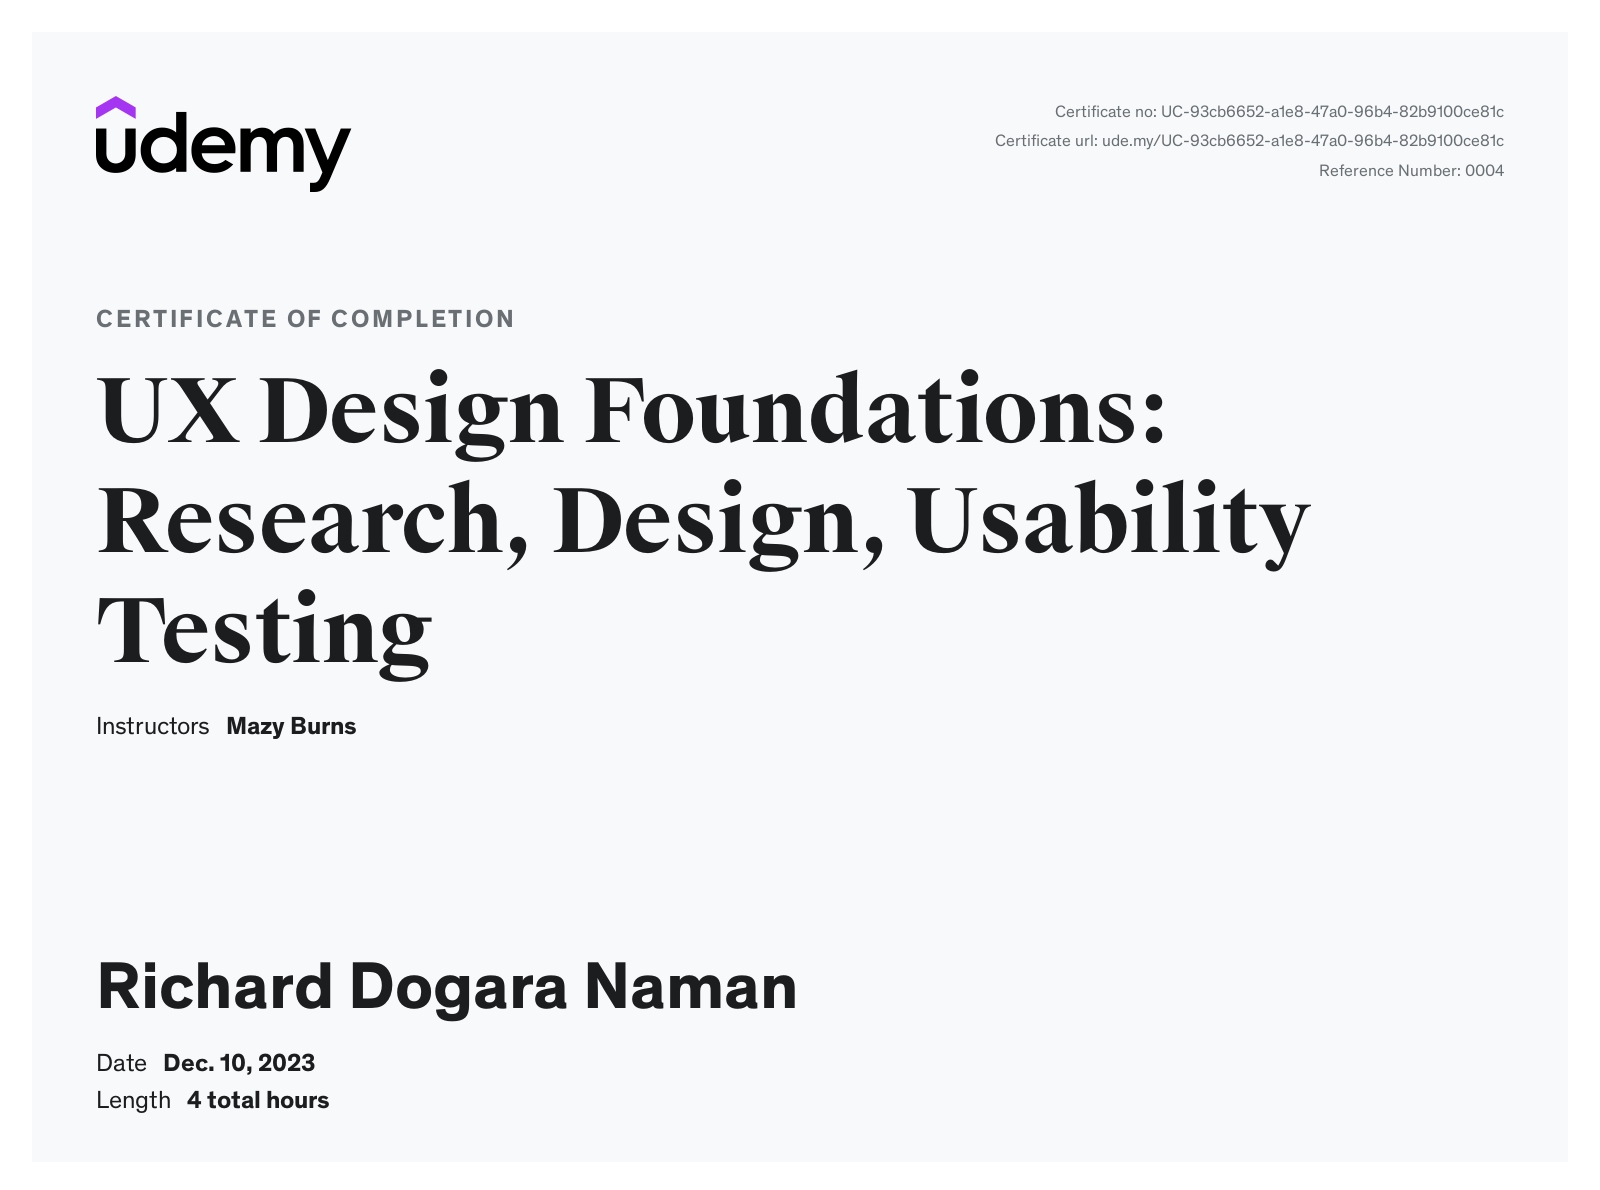 udemy
Certificate no: UC-93cb6652-a1e8-47a0-96b4-82b9100ce81c
Certificate url: ude.my/UC-93cb6652-a1e8-47a0-96b4-82b9100ce81c
Reference Number: 0004
CERTIFICATE OF COMPLETION
UX Design Foundations:
Research, Design, Usability
Testing
Instructors Mazy Burns
Richard Dogara Naman
Date Dec. 10, 2023
Length 4 total hours